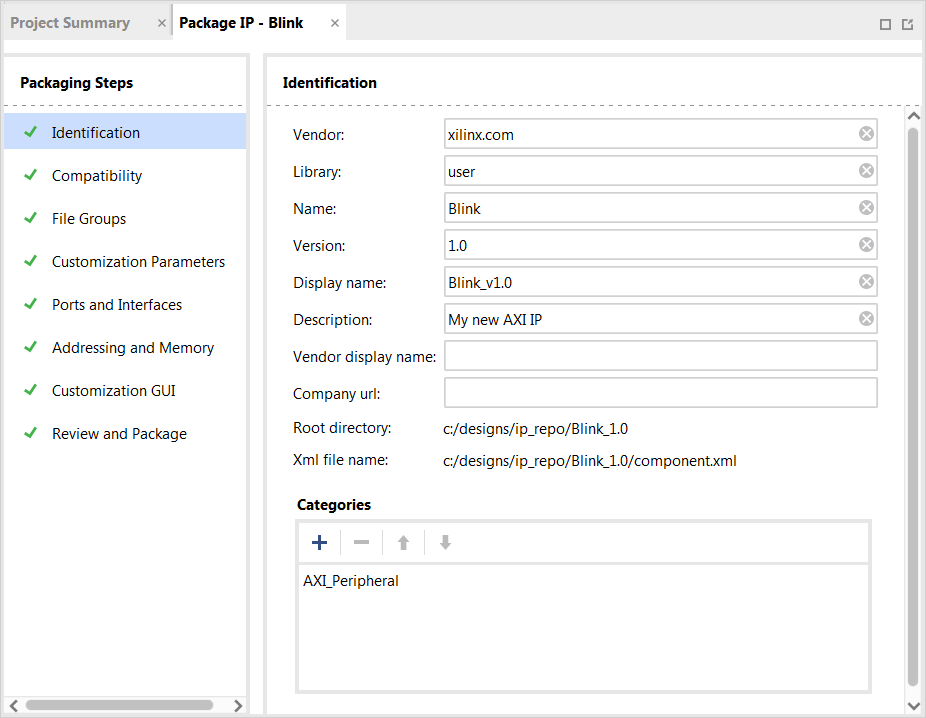 Project Summary
Package IP - Blink
Packaging Steps
Identification
Compatibility
File Groups
Customization Parameters
Ports and Interfaces
Addressing and Memory
Customization GUI
Review and Package
Identification
Vendor: xilinx.com
Library: user
Name: Blink
Version: 1.0
Display name: Blink_v1.0
Description: My new AXI IP
Vendor display name:
Company url:
Root directory: c:/designs/ip_repo/Blink_1.0
Xml file name: c:/designs/ip_repo/Blink_1.0/component.xml
Categories
AXI_Peripheral